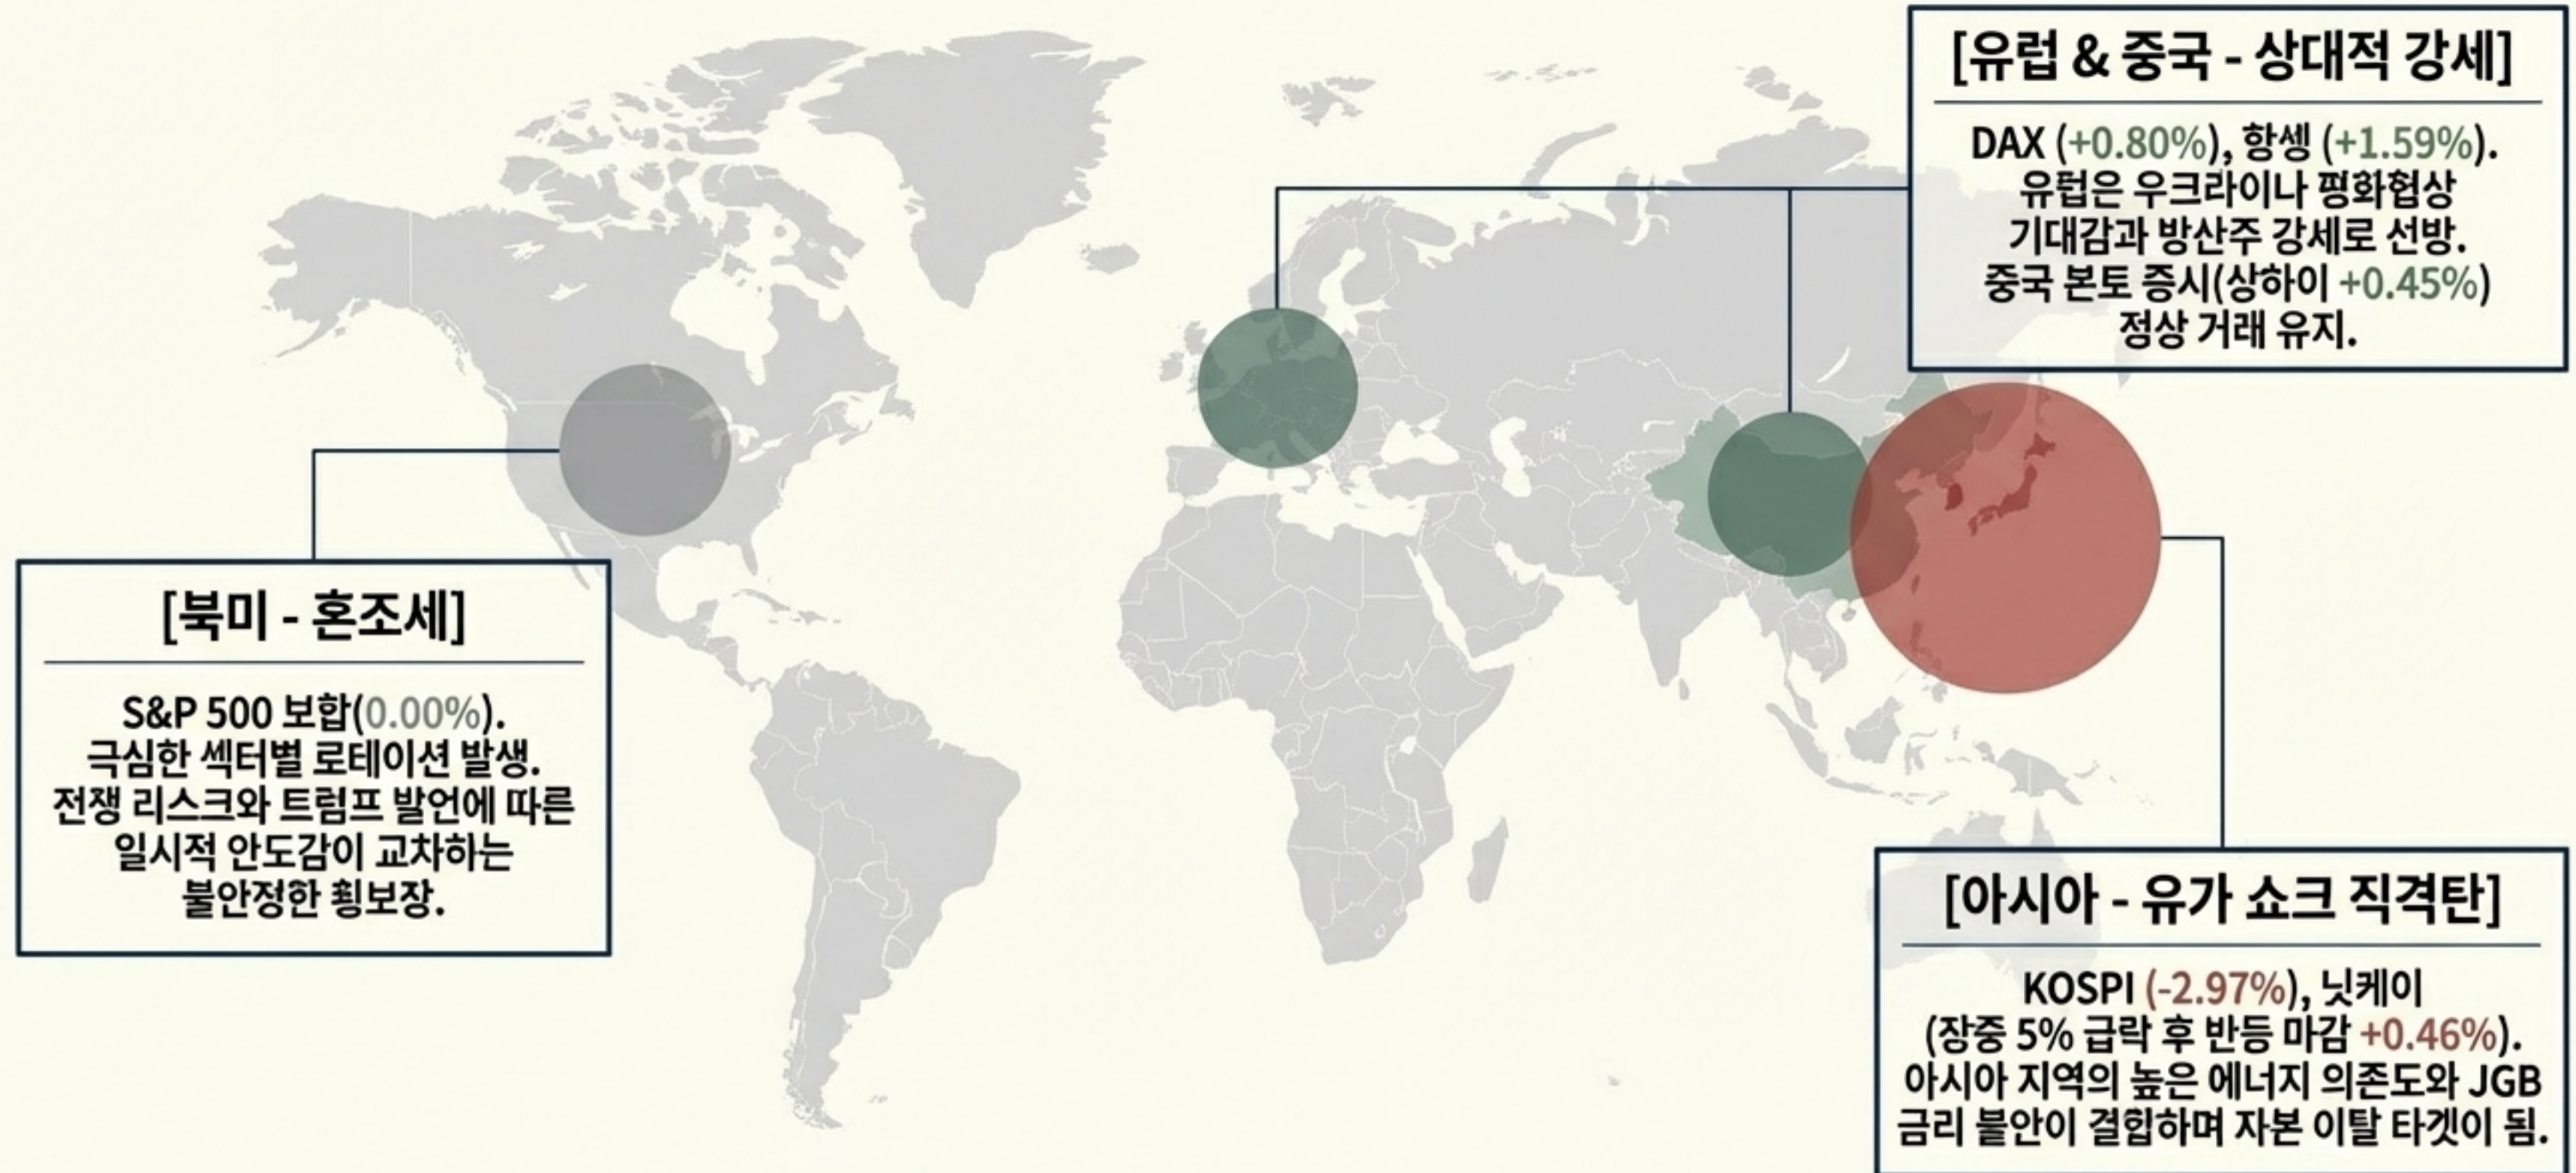 [유럽 & 중국 - 상대적 강세]
DAX (+0.80%), 항셍 (+1.59%).
유럽은 우크라이나 평화협상
기대감과 방산주 강세로 선방.
중국 본토 증시(상하이 +0.45%)
정상 거래 유지.
[북미 - 혼조세]
S&P 500 보합(0.00%).
극심한 섹터별 로테이션 발생.
전쟁 리스크와 트럼프 발언에 따른
일시적 안도감이 교차하는
불안정한 횡보장.
[아시아 - 유가 쇼크 직격탄]
KOSPI (-2.97%), 닛케이
(장중 5% 급락 후 반등 마감 +0.46%).
아시아 지역의 높은 에너지 의존도와 JGB
금리 불안이 결합하며 자본 이탈 타겟이 됨.